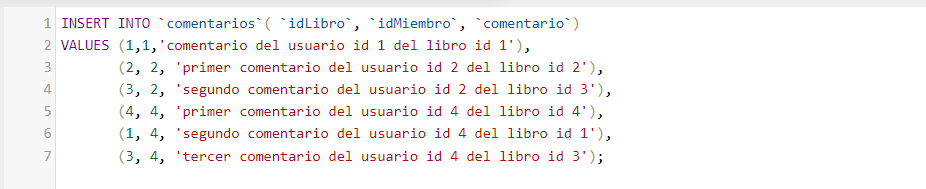 1 INSERT INTO `comentarios`( `idLibro`, `idMiembro`, `comentario`)
2 VALUES (1,1,'comentario del usuario id 1 del libro id 1'),
3 (2, 2, 'primer comentario del usuario id 2 del libro id 2'),
4 (3, 2, 'segundo comentario del usuario id 2 del libro id 3'),
5 (4, 4, 'primer comentario del usuario id 4 del libro id 4'),
6 (1, 4, 'segundo comentario del usuario id 4 del libro id 1'),
7 (3, 4, 'tercer comentario del usuario id 4 del libro id 3');